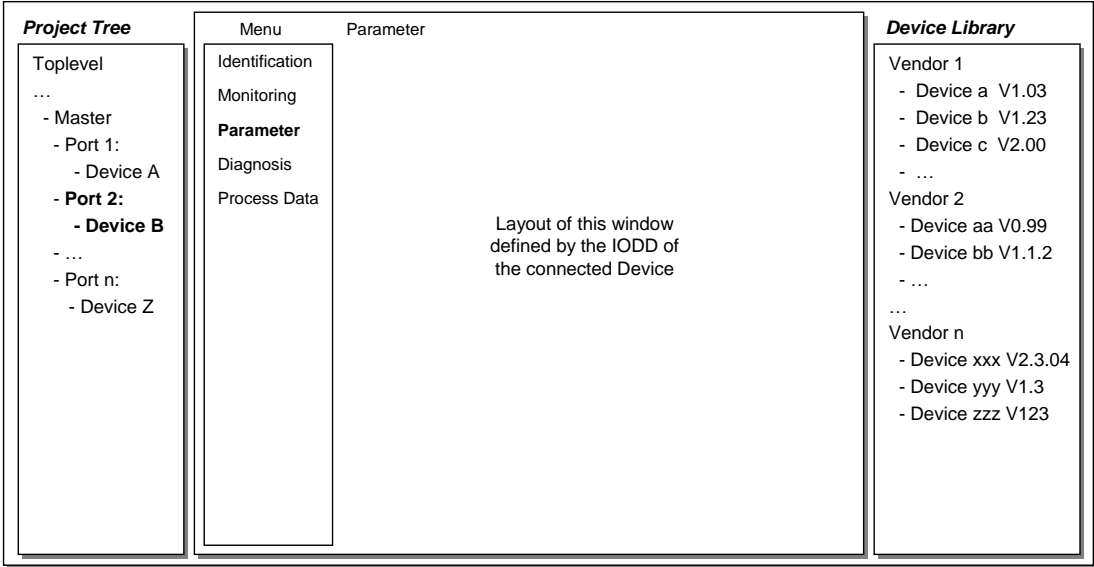 Project Tree
Toplevel
…
- Master
- Port 1:
- Device A
- Port 2:
- Device B
- …
- Port n:
- Device Z
Menu
Identification
Monitoring
Parameter
Diagnosis
Process Data
Parameter
Layout of this window
defined by the IODD of
the connected Device
Device Library
Vendor 1
- Device a V1.03
- Device b V1.23
- Device c V2.00
- …
Vendor 2
- Device aa V0.99
- Device bb V1.1.2
- …
…
Vendor n
- Device xxx V2.3.04
- Device yyy V1.3
- Device zzz V123